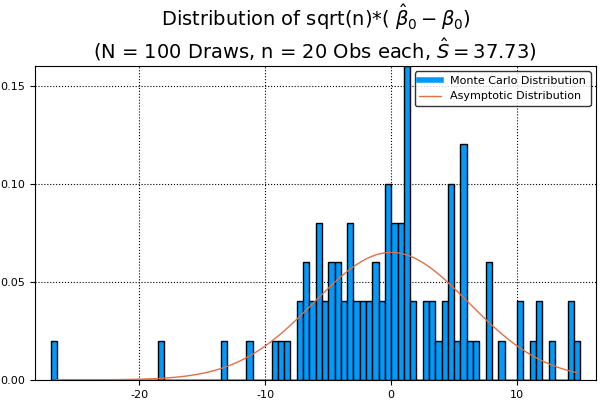 Distribution of sqrt(n)*( β̂₀ − β₀)
(N = 100 Draws, n = 20 Obs each, Ŝ = 37.73)
Monte Carlo Distribution
Asymptotic Distribution
0.15
0.10
0.05
0.00
-20 -10 0 10